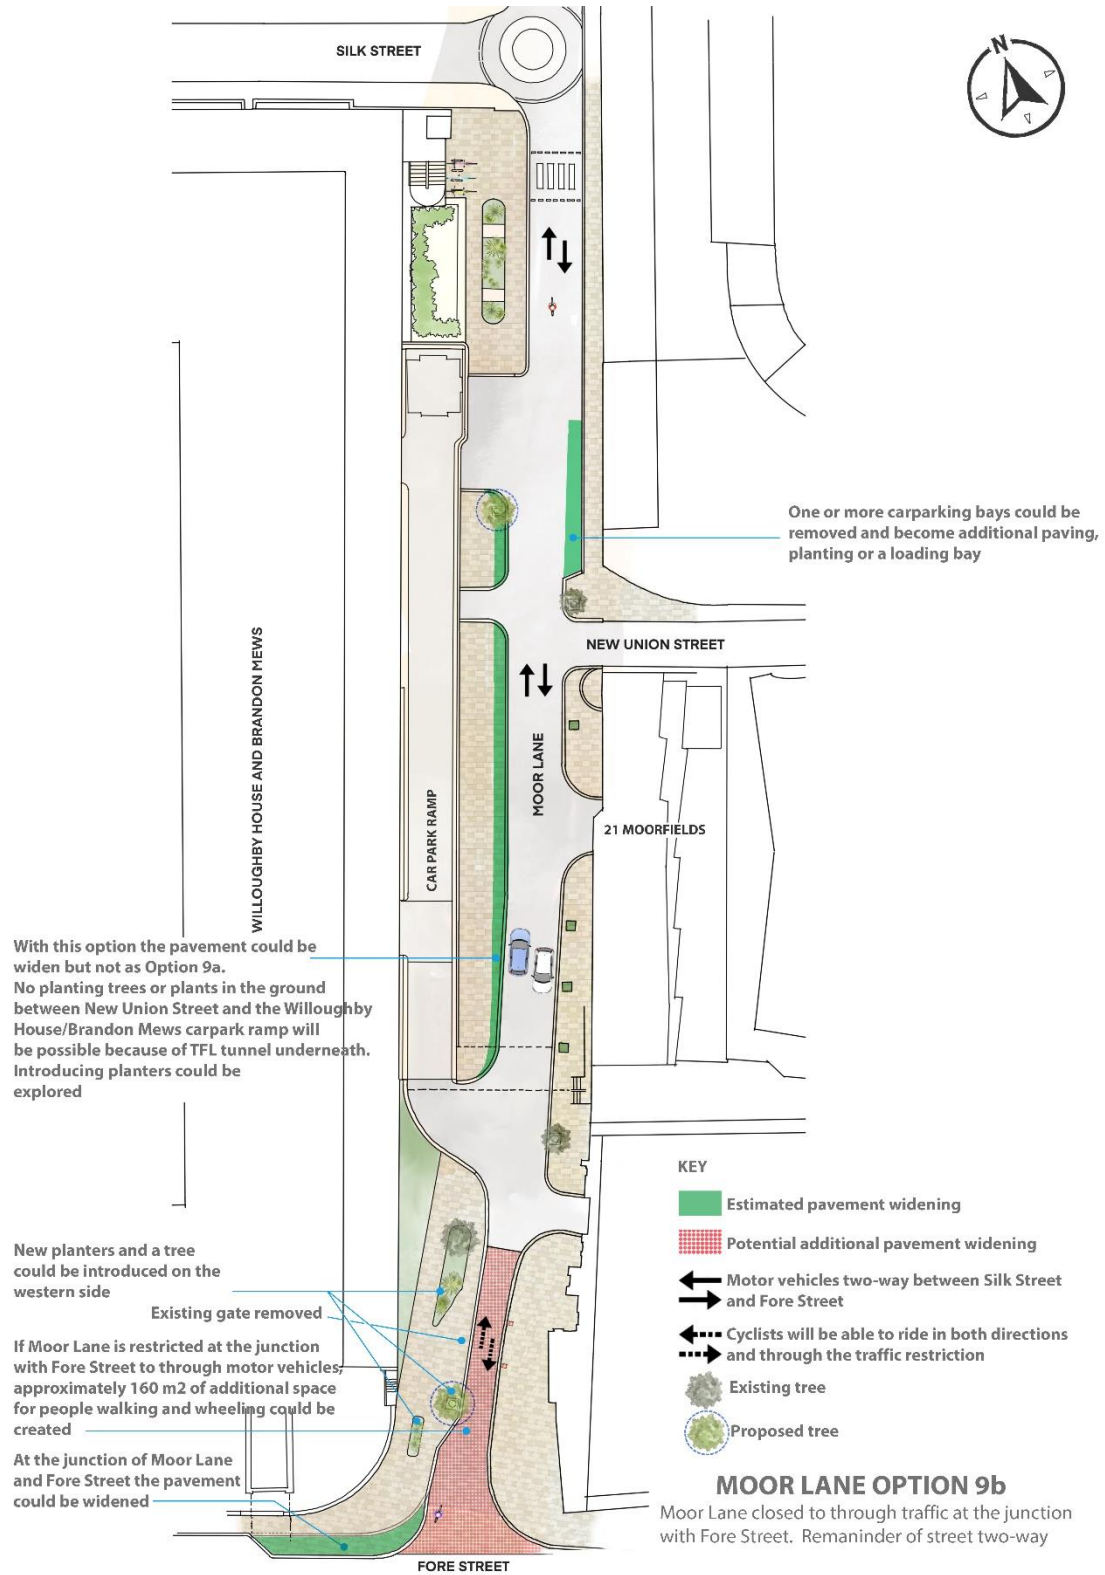 SILK STREET
N
One or more carparking bays could be
removed and become additional paving,
planting or a loading bay
NEW UNION STREET
WILLOUGHBY HOUSE AND BRANDON MEWS
CAR PARK RAMP
MOOR LANE
21 MOORFIELDS
With this option the pavement could be
widen but not as Option 9a.
No planting trees or plants in the ground
between New Union Street and the Willoughby
House/Brandon Mews carpark ramp will
be possible because of TFL tunnel underneath.
Introducing planters could be
explored
New planters and a tree
could be introduced on the
western side
Existing gate removed
If Moor Lane is restricted at the junction
with Fore Street to through motor vehicles,
approximately 160 m2 of additional space
for people walking and wheeling could be
created
At the junction of Moor Lane
and Fore Street the pavement
could be widened
FORE STREET
KEY
Estimated pavement widening
Potential additional pavement widening
Motor vehicles two-way between Silk Street
and Fore Street
Cyclists will be able to ride in both directions
and through the traffic restriction
Existing tree
Proposed tree
MOOR LANE OPTION 9b
Moor Lane closed to through traffic at the junction
with Fore Street. Remaninder of street two-way